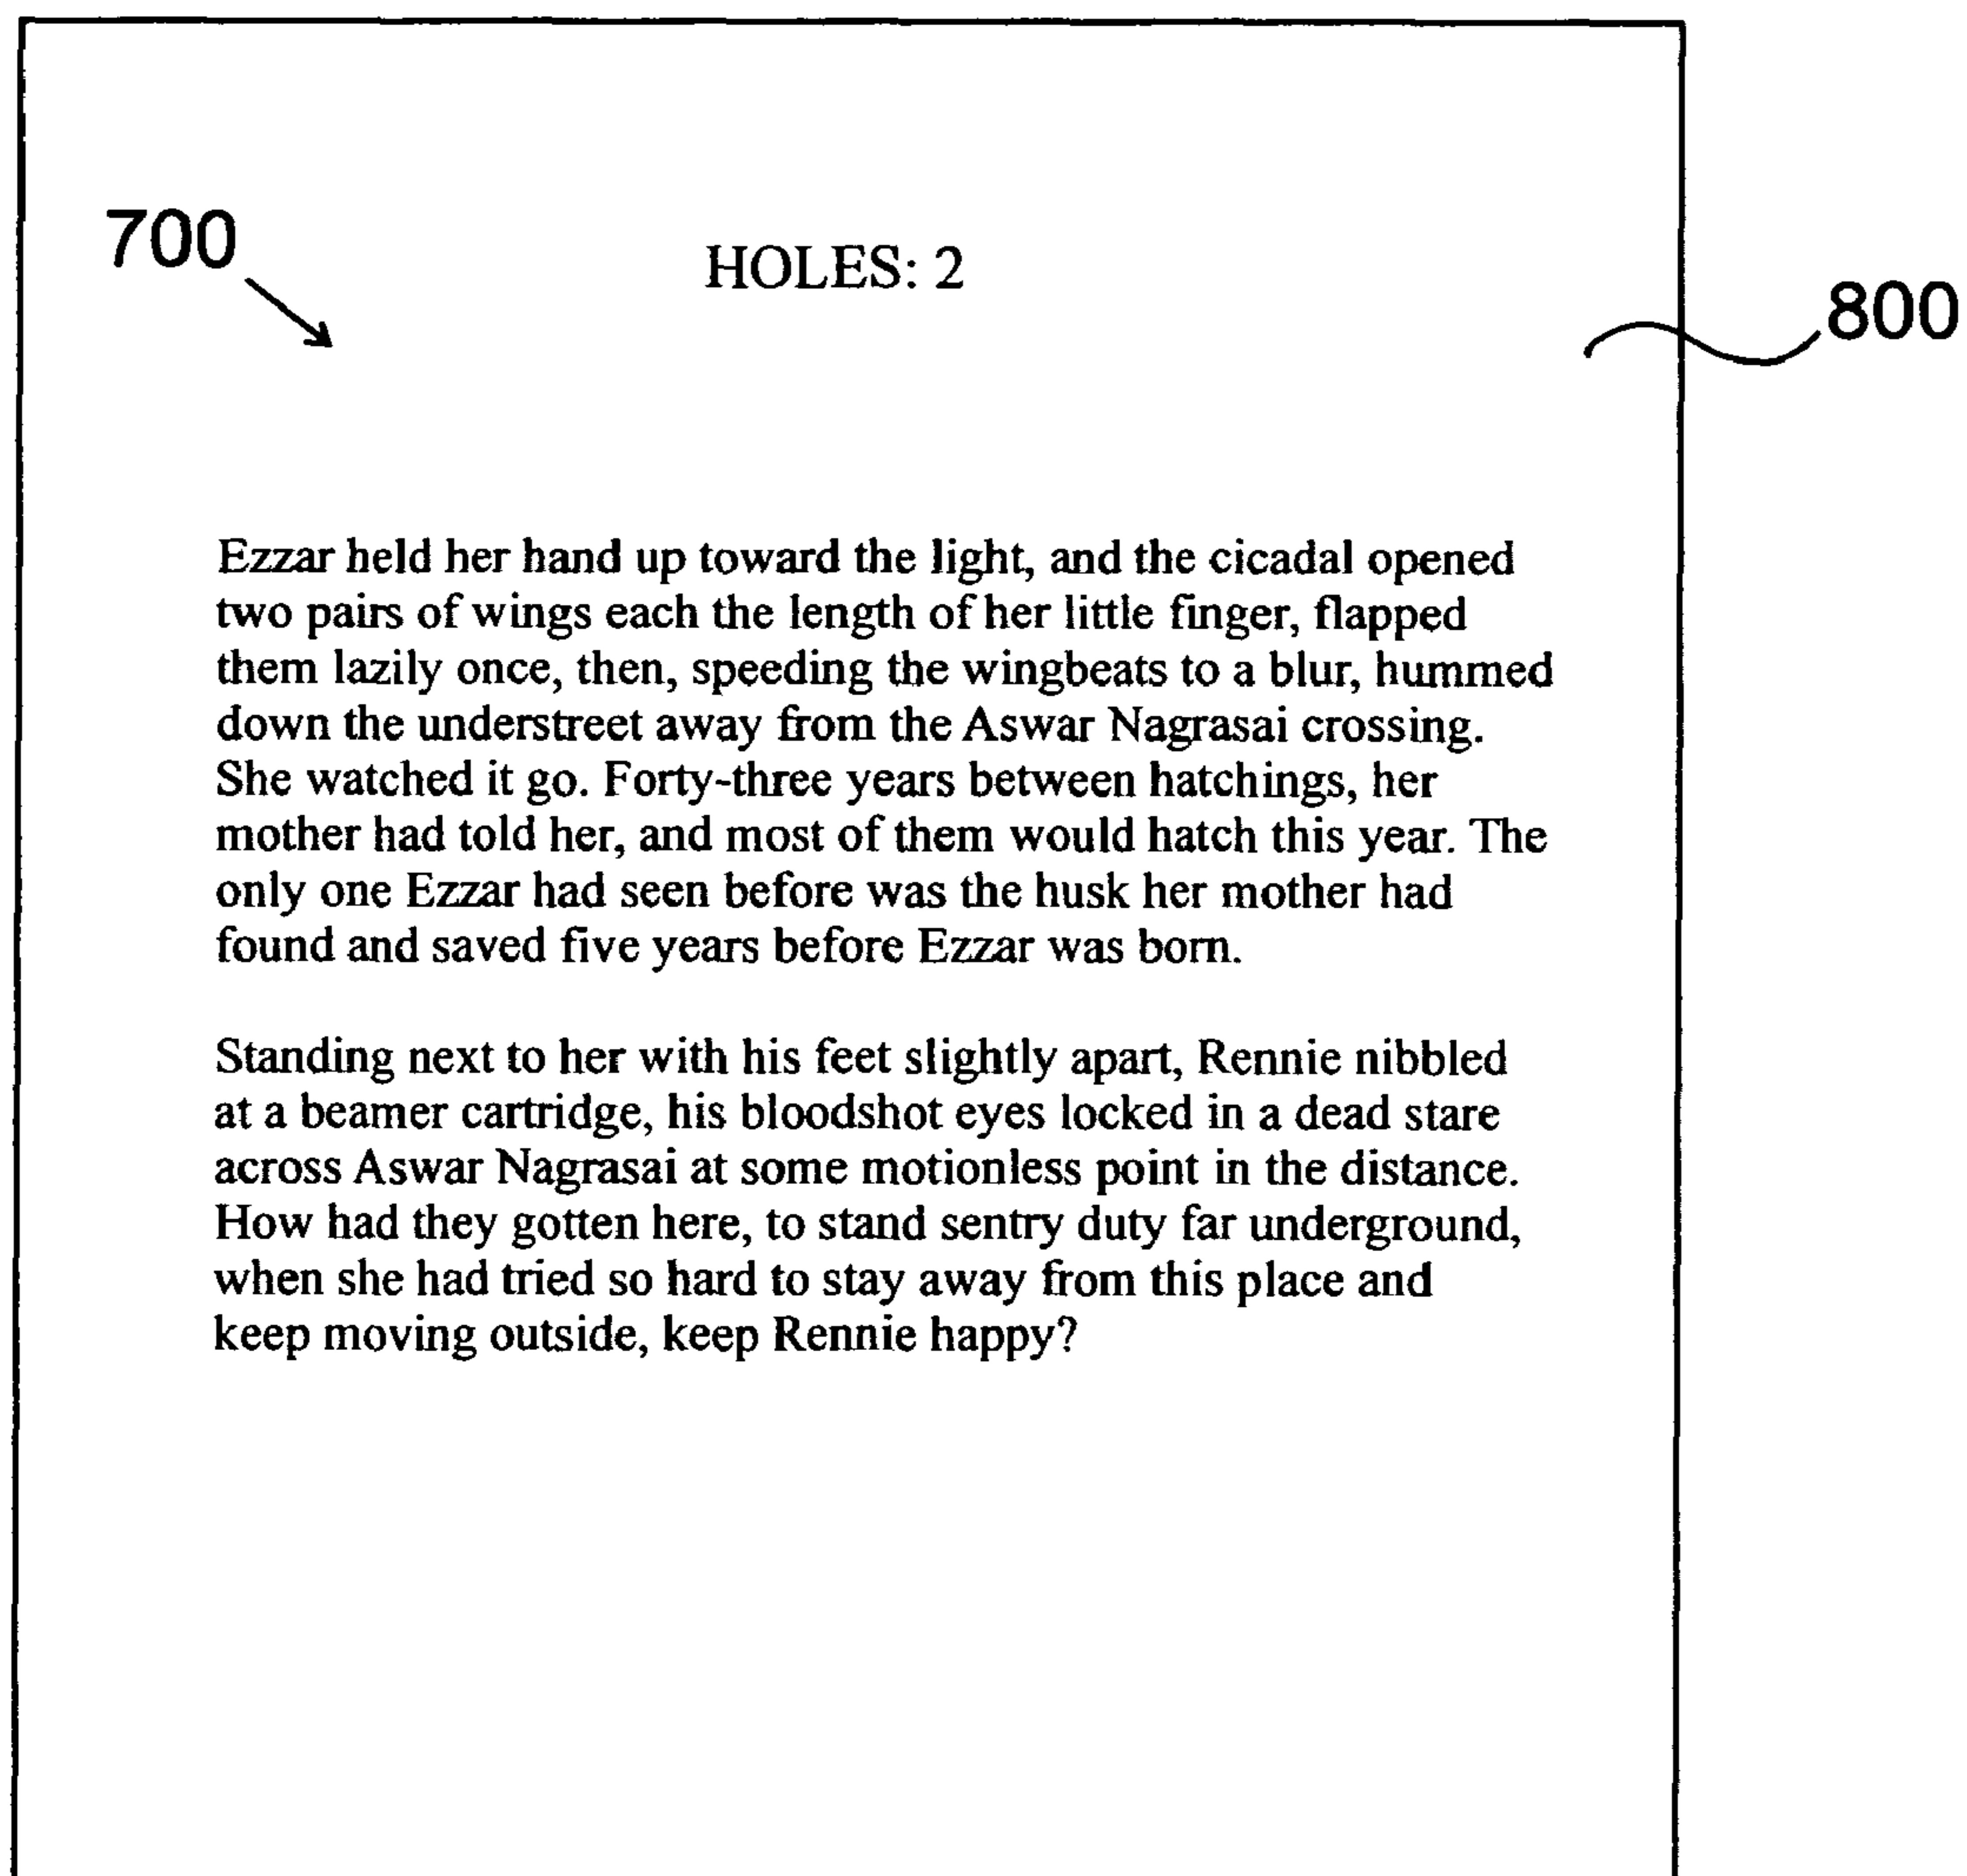 700
HOLES: 2
800
Ezzar held her hand up toward the light, and the cicadal opened
two pairs of wings each the length of her little finger, flapped
them lazily once, then, speeding the wingbeats to a blur, hummed
down the understreet away from the Aswar Nagrasai crossing.
She watched it go. Forty-three years between hatchings, her
mother had told her, and most of them would hatch this year. The
only one Ezzar had seen before was the husk her mother had
found and saved five years before Ezzar was born.
Standing next to her with his feet slightly apart, Rennie nibbled
at a beamer cartridge, his bloodshot eyes locked in a dead stare
across Aswar Nagrasai at some motionless point in the distance.
How had they gotten here, to stand sentry duty far underground,
when she had tried so hard to stay away from this place and
keep moving outside, keep Rennie happy?